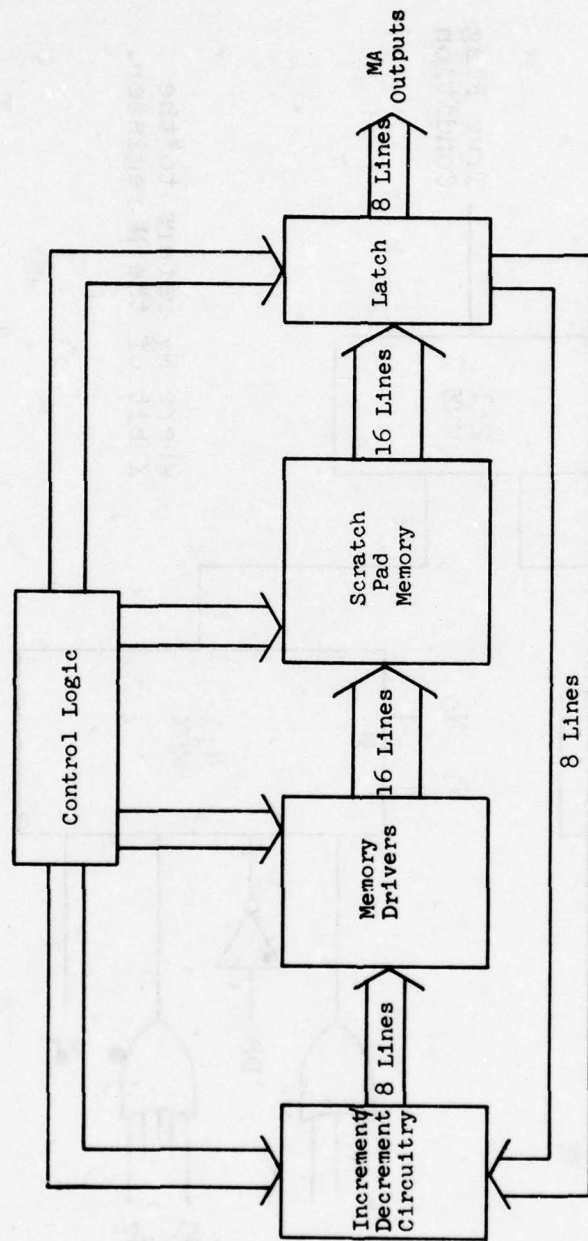 Control Logic
Increment/
Decrement
Circuitry
8 Lines
Memory
Drivers
16 Lines
Scratch
Pad
Memory
16 Lines
Latch
8 Lines
MA
Outputs
8 Lines